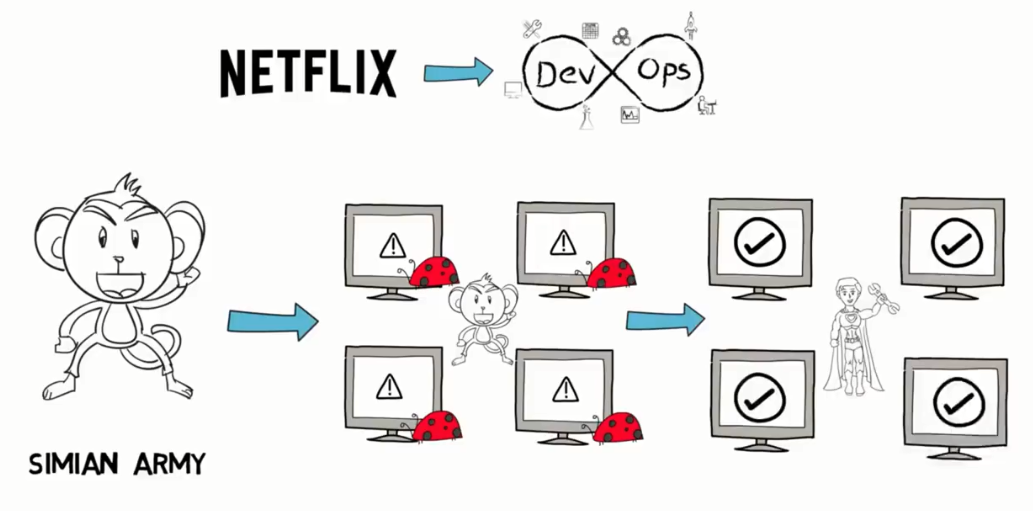 NETFLIX
Dev Ops
SIMIAN ARMY